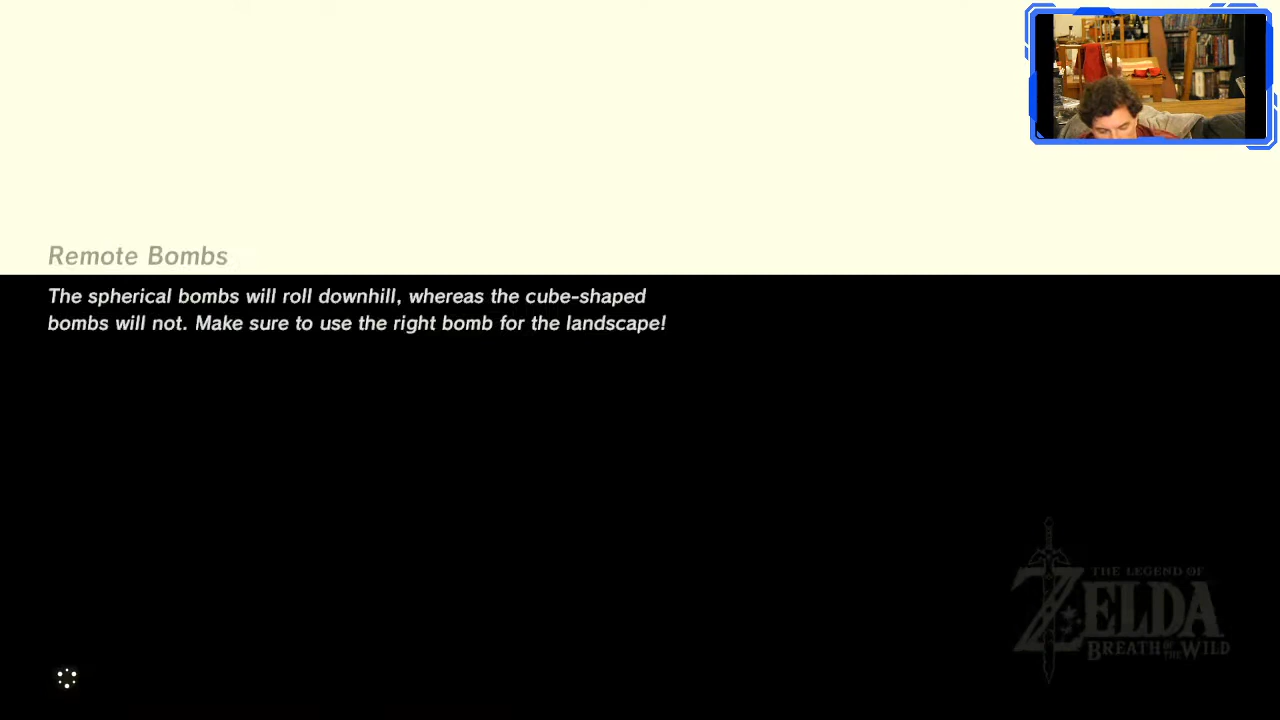 Remote Bombs
The spherical bombs will roll downhill, whereas the cube-shaped
bombs will not. Make sure to use the right bomb for the landscape!
THE LEGEND OF
ZELDA
BREATH OF THE WILD